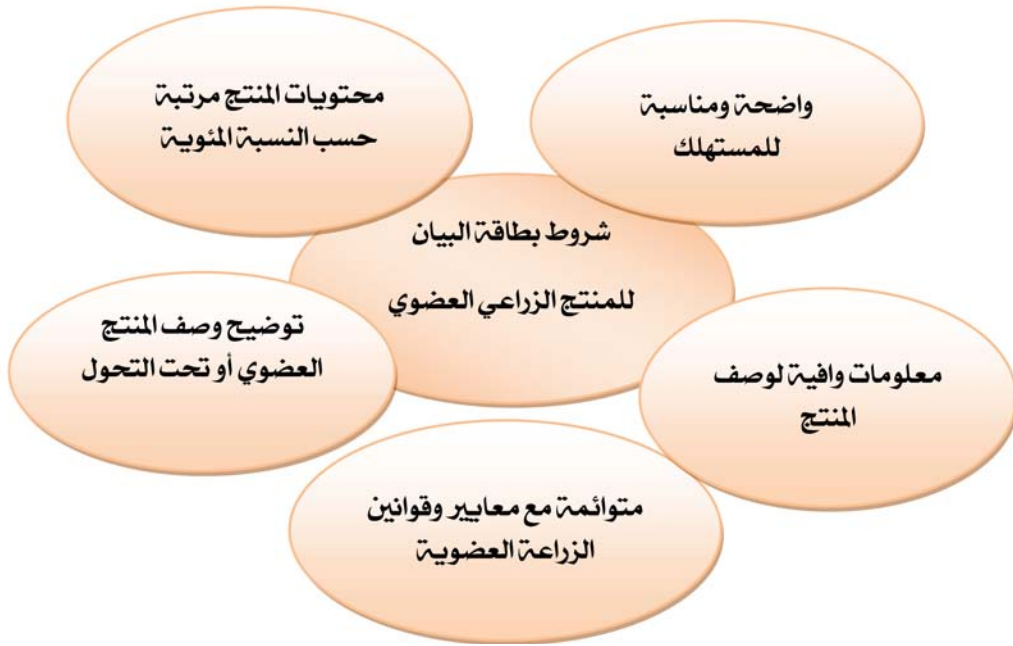 واضحة ومناسبة
للمستهلك
محتويات المنتج مرتبة
حسب النسبة المئوية
شروط بطاقة البيان
للمنتج الزراعي العضوي
معلومات وافية لوصف
المنتج
توضيح وصف المنتج
العضوي أو تحت التحول
متوائمة مع معايير وقوانين
الزراعة العضوية